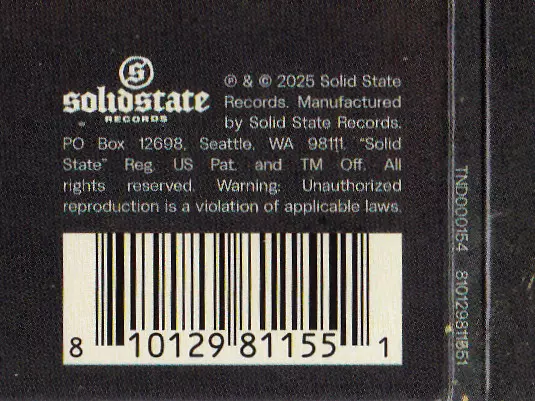 S
solidstate
RECORDS
℗ & © 2025 Solid State
Records. Manufactured
by Solid State Records.
PO Box 12698, Seattle, WA 98111. "Solid
State" Reg. US Pat. and TM Off. All
rights reserved. Warning: Unauthorized
reproduction is a violation of applicable laws.
8 10129 81155 1
TND000154 810129811551